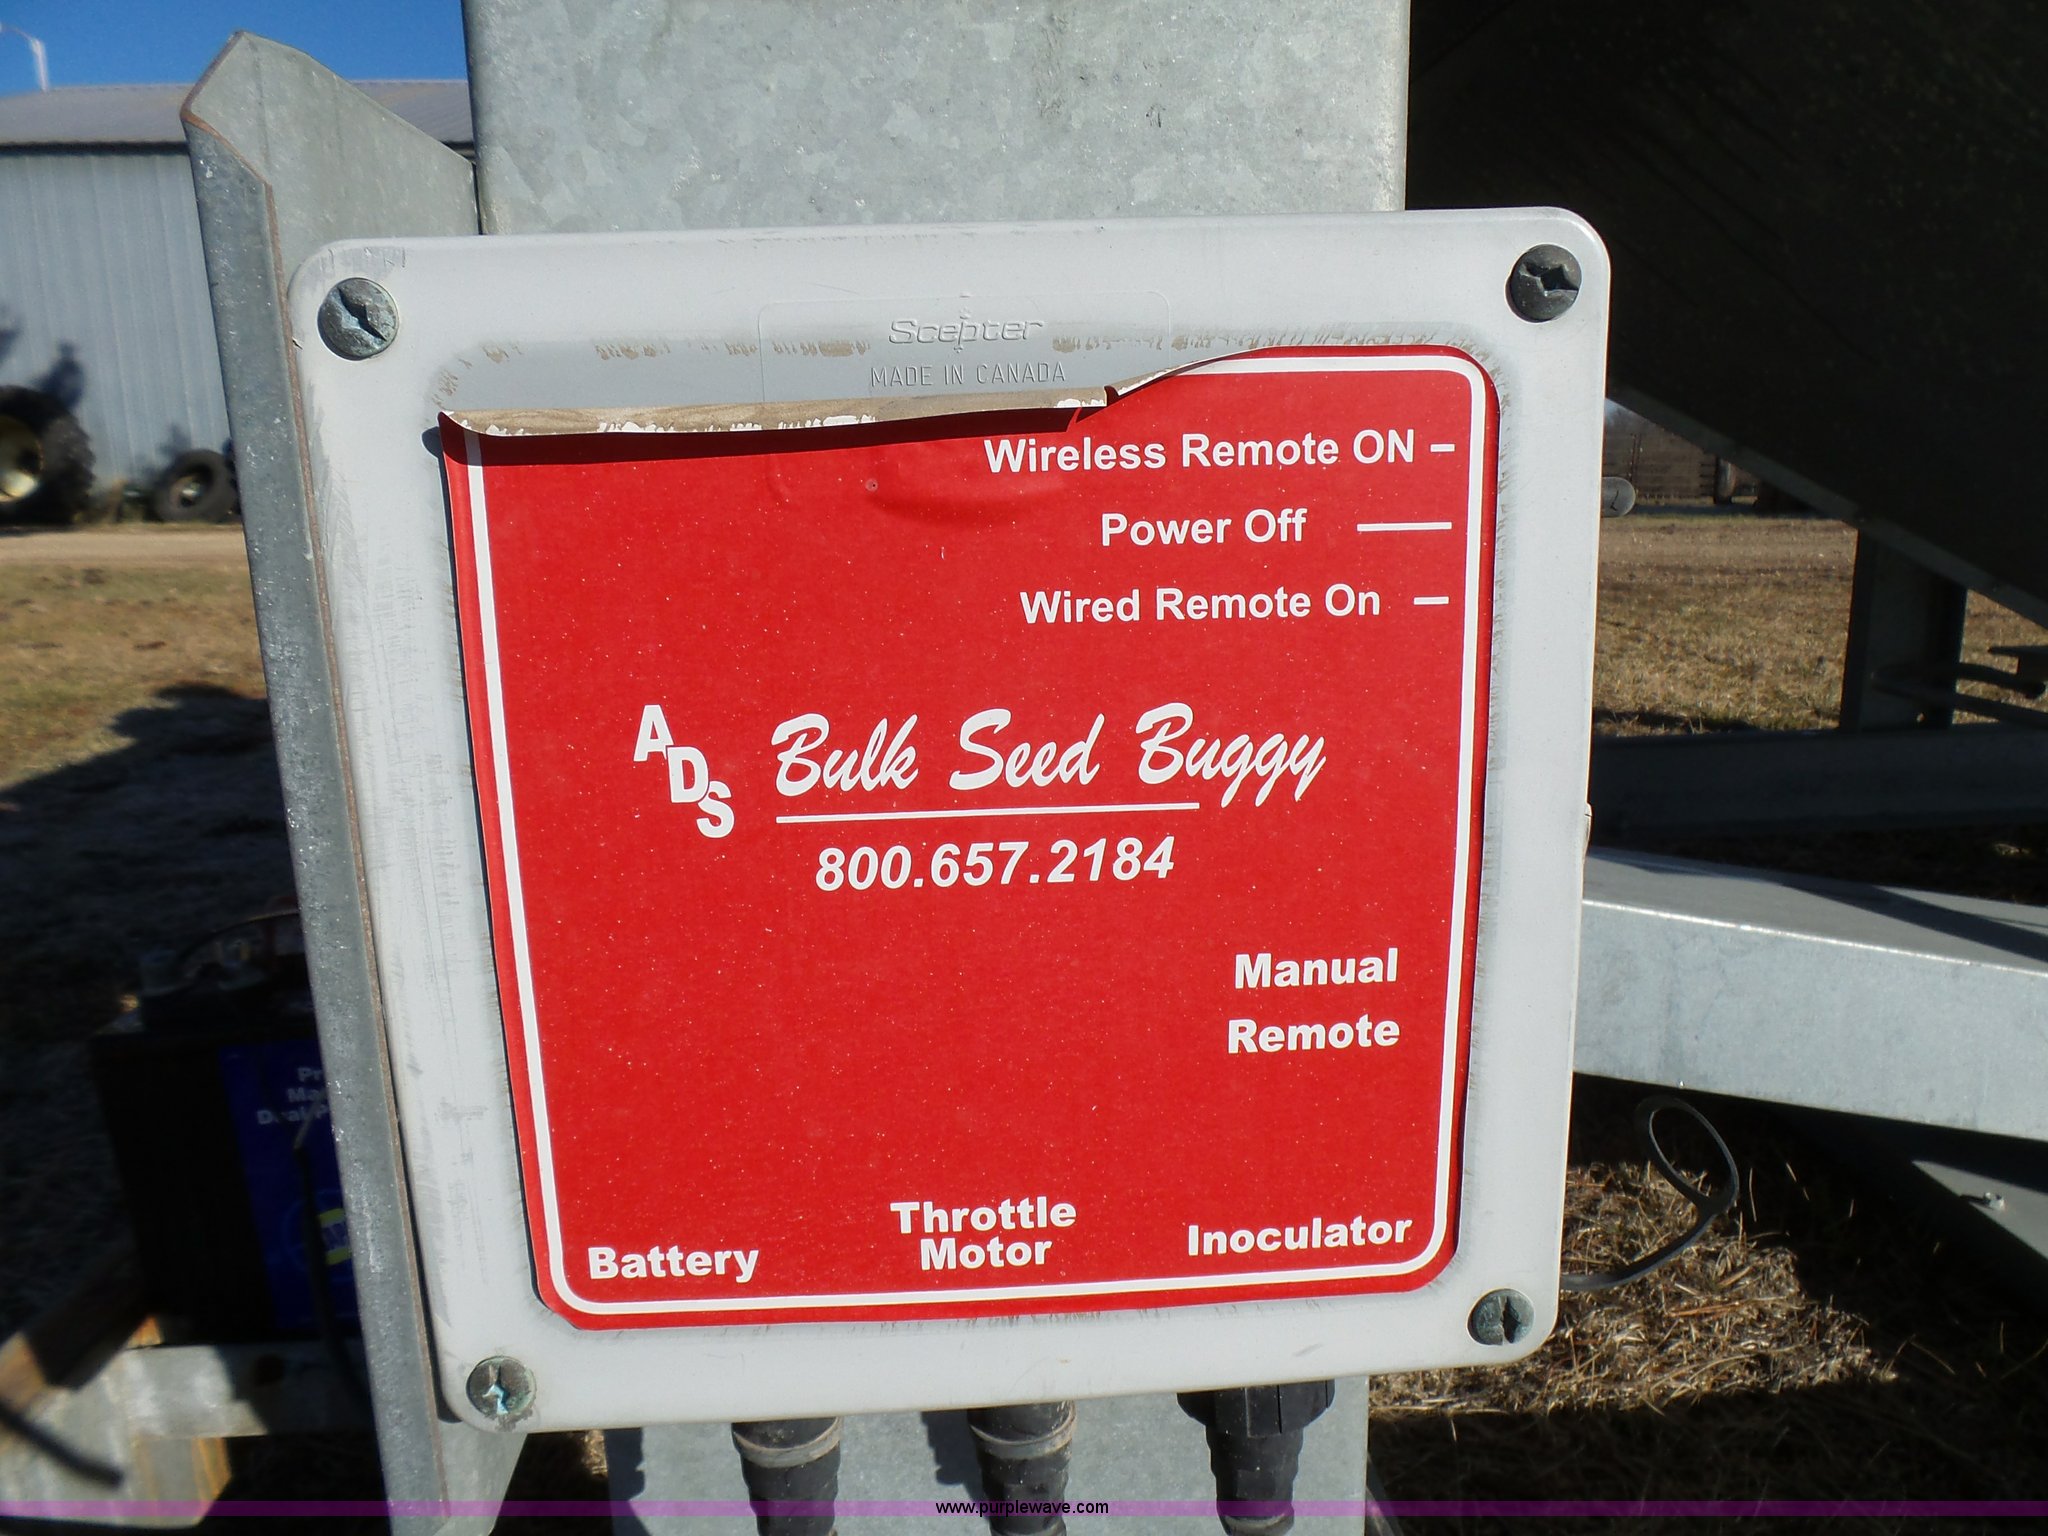 Scepter
MADE IN CANADA
Wireless Remote ON
Power Off
Wired Remote On
ADS Bulk Seed Buggy
800.657.2184
Manual
Remote
Battery
Throttle
Motor
Inoculator
www.purplewave.com